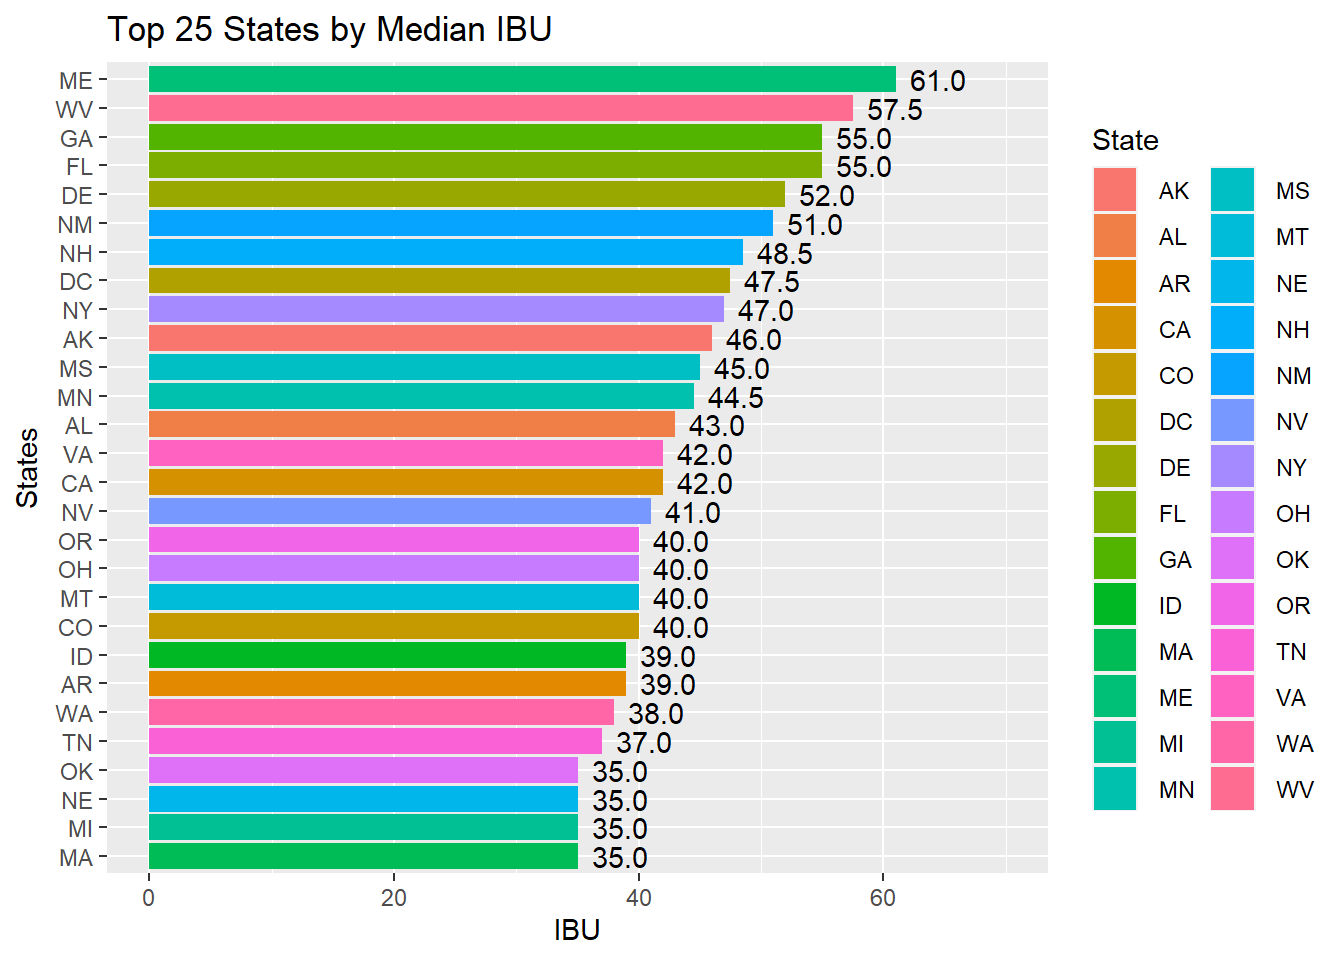 Top 25 States by Median IBU
States
ME 61.0
WV 57.5
GA 55.0
FL 55.0
DE 52.0
NM 51.0
NH 48.5
DC 47.5
NY 47.0
AK 46.0
MS 45.0
MN 44.5
AL 43.0
VA 42.0
CA 42.0
NV 41.0
OR 40.0
OH 40.0
MT 40.0
CO 40.0
ID 39.0
AR 39.0
WA 38.0
TN 37.0
OK 35.0
NE 35.0
MI 35.0
MA 35.0
0 20 40 60
IBU
State
AK MS
AL MT
AR NE
CA NH
CO NM
DC NV
DE NY
FL OH
GA OK
ID OR
MA TN
ME VA
MI WA
MN WV